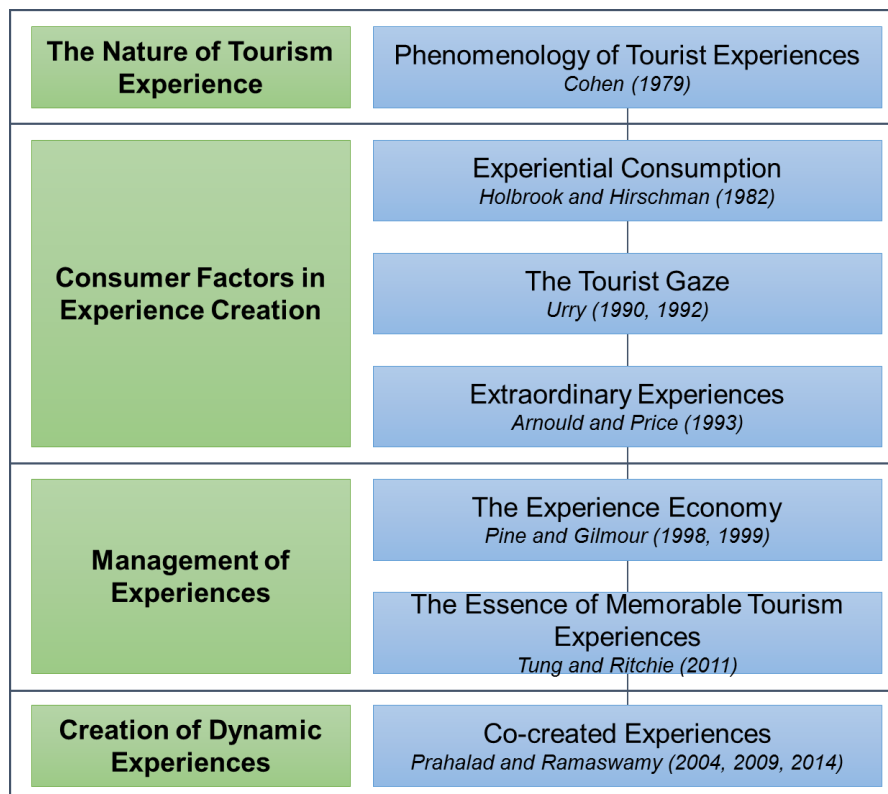 The Nature of Tourism
Experience
Phenomenology of Tourist Experiences
Cohen (1979)
Consumer Factors in
Experience Creation
Experiential Consumption
Holbrook and Hirschman (1982)
The Tourist Gaze
Urry (1990, 1992)
Extraordinary Experiences
Arnould and Price (1993)
Management of
Experiences
The Experience Economy
Pine and Gilmour (1998, 1999)
The Essence of Memorable Tourism
Experiences
Tung and Ritchie (2011)
Creation of Dynamic
Experiences
Co-created Experiences
Prahalad and Ramaswamy (2004, 2009, 2014)